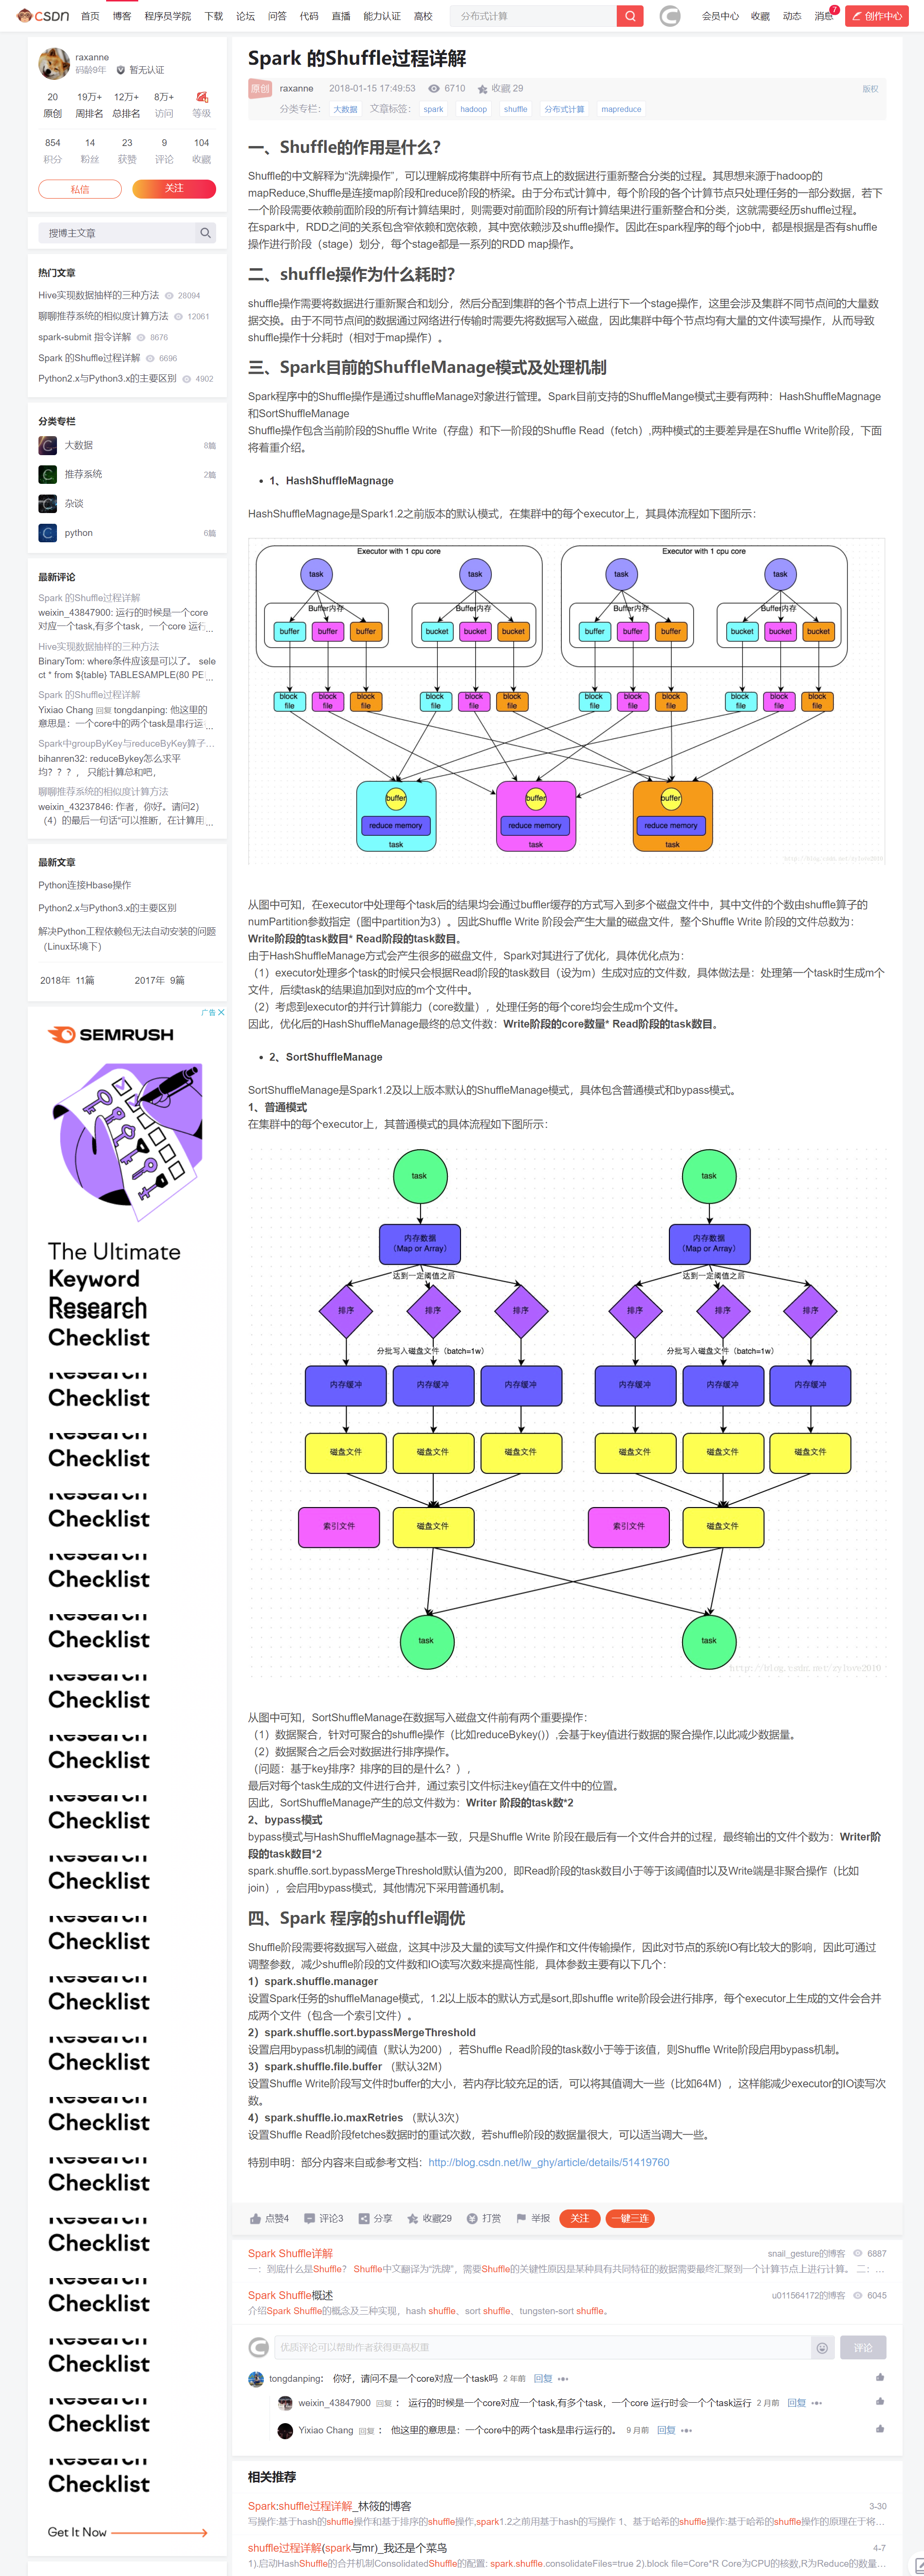 CSDN 首页 博客 程序员学院 下载 论坛 问答 代码 直播 能力认证 高校 分布式计算 会员中心 收藏 动态 消息 7 创作中心
raxanne
码龄9年 暂无认证
20 19万+ 12万+ 8万+
原创 周排名 总排名 访问 等级
854 14 23 9 104
积分 粉丝 获赞 评论 收藏
私信 关注
搜博主文章
热门文章
Hive实现数据抽样的三种方法 28094
聊聊推荐系统的相似度计算方法 12061
spark-submit 指令详解 8676
Spark 的Shuffle过程详解 6696
Python2.x与Python3.x的主要区别 4902
分类专栏
大数据 8篇
推荐系统 2篇
杂谈
python 6篇
最新评论
Spark 的Shuffle过程详解
weixin_43847900: 运行的时候是一个core
对应一个task,有多个task，一个core 运行...
Hive实现数据抽样的三种方法
BinaryTom: where条件应该是可以了。 sele
ct * from ${table} TABLESAMPLE(80 PE...
Spark 的Shuffle过程详解
Yixiao Chang 回复 tongdanping: 他这里的
意思是：一个core中的两个task是串行运...
Spark中groupByKey与reduceByKey算子...
bihanren32: reduceBykey怎么求平
均？？？， 只能计算总和吧，
聊聊推荐系统的相似度计算方法
weixin_43237846: 作者，你好。请问2）
（4）的最后一句话“可以推断，在计算用...
最新文章
Python连接Hbase操作
Python2.x与Python3.x的主要区别
解决Python工程依赖包无法自动安装的问题
（Linux环境下）
2018年 11篇 2017年 9篇
广告
SEMRUSH
The Ultimate
Keyword
Research
Checklist
Research
Checklist
Research
Checklist
Research
Checklist
Research
Checklist
Research
Checklist
Research
Checklist
Research
Checklist
Research
Checklist
Research
Checklist
Research
Checklist
Research
Checklist
Research
Checklist
Research
Checklist
Research
Checklist
Research
Checklist
Research
Checklist
Research
Checklist
Research
Checklist
Research
Checklist
Get It Now
Spark 的Shuffle过程详解
原创 raxanne 2018-01-15 17:49:53 6710 收藏 29 版权
分类专栏： 大数据 文章标签： spark hadoop shuffle 分布式计算 mapreduce
一、Shuffle的作用是什么？
Shuffle的中文解释为“洗牌操作”，可以理解成将集群中所有节点上的数据进行重新整合分类的过程。其思想来源于hadoop的
mapReduce,Shuffle是连接map阶段和reduce阶段的桥梁。由于分布式计算中，每个阶段的各个计算节点只处理任务的一部分数据，若下
一个阶段需要依赖前面阶段的所有计算结果时，则需要对前面阶段的所有计算结果进行重新整合和分类，这就需要经历shuffle过程。
在spark中，RDD之间的关系包含窄依赖和宽依赖，其中宽依赖涉及shuffle操作。因此在spark程序的每个job中，都是根据是否有shuffle
操作进行阶段（stage）划分，每个stage都是一系列的RDD map操作。
二、shuffle操作为什么耗时？
shuffle操作需要将数据进行重新聚合和划分，然后分配到集群的各个节点上进行下一个stage操作，这里会涉及集群不同节点间的大量数
据交换。由于不同节点间的数据通过网络进行传输时需要先将数据写入磁盘，因此集群中每个节点均有大量的文件读写操作，从而导致
shuffle操作十分耗时（相对于map操作）。
三、Spark目前的ShuffleManage模式及处理机制
Spark程序中的Shuffle操作是通过shuffleManage对象进行管理。Spark目前支持的ShuffleMange模式主要有两种：HashShuffleMagnage
和SortShuffleManage
Shuffle操作包含当前阶段的Shuffle Write（存盘）和下一阶段的Shuffle Read（fetch）,两种模式的主要差异是在Shuffle Write阶段，下面
将着重介绍。
• 1、HashShuffleMagnage
HashShuffleMagnage是Spark1.2之前版本的默认模式，在集群中的每个executor上，其具体流程如下图所示：
Executor with 1 cpu core Executor with 1 cpu core
task task task task
Buffer内存 Buffer内存 Buffer内存 Buffer内存
buffer buffer buffer bucket bucket bucket buffer buffer buffer bucket bucket bucket
block file block file block file block file block file block file block file block file block file block file block file block file
buffer buffer buffer
reduce memory reduce memory reduce memory
task task task
从图中可知，在executor中处理每个task后的结果均会通过buffler缓存的方式写入到多个磁盘文件中，其中文件的个数由shuffle算子的
numPartition参数指定（图中partition为3）。因此Shuffle Write 阶段会产生大量的磁盘文件，整个Shuffle Write 阶段的文件总数为：
Write阶段的task数目* Read阶段的task数目。
由于HashShuffleManage方式会产生很多的磁盘文件，Spark对其进行了优化，具体优化点为：
（1）executor处理多个task的时候只会根据Read阶段的task数目（设为m）生成对应的文件数，具体做法是：处理第一个task时生成m个
文件，后续task的结果追加到对应的m个文件中。
（2）考虑到executor的并行计算能力（core数量），处理任务的每个core均会生成m个文件。
因此，优化后的HashShuffleManage最终的总文件数：Write阶段的core数量* Read阶段的task数目。
• 2、SortShuffleManage
SortShuffleManage是Spark1.2及以上版本默认的ShuffleManage模式，具体包含普通模式和bypass模式。
1、普通模式
在集群中的每个executor上，其普通模式的具体流程如下图所示：
task task
内存数据 内存数据
（Map or Array） （Map or Array）
达到一定阈值之后 达到一定阈值之后
排序 排序 排序 排序 排序 排序
分批写入磁盘文件（batch=1w） 分批写入磁盘文件（batch=1w）
内存缓冲 内存缓冲 内存缓冲 内存缓冲 内存缓冲 内存缓冲
磁盘文件 磁盘文件 磁盘文件 磁盘文件 磁盘文件 磁盘文件
索引文件 磁盘文件 索引文件 磁盘文件
task task
从图中可知，SortShuffleManage在数据写入磁盘文件前有两个重要操作：
（1）数据聚合，针对可聚合的shuffle操作（比如reduceBykey()）,会基于key值进行数据的聚合操作,以此减少数据量。
（2）数据聚合之后会对数据进行排序操作。
（问题：基于key排序？排序的目的是什么？），
最后对每个task生成的文件进行合并，通过索引文件标注key值在文件中的位置。
因此，SortShuffleManage产生的总文件数为：Writer 阶段的task数*2
2、bypass模式
bypass模式与HashShuffleMagnage基本一致，只是Shuffle Write 阶段在最后有一个文件合并的过程，最终输出的文件个数为：Writer阶
段的task数目*2
spark.shuffle.sort.bypassMergeThreshold默认值为200，即Read阶段的task数目小于等于该阈值时以及Write端是非聚合操作（比如
join），会启用bypass模式，其他情况下采用普通机制。
四、Spark 程序的shuffle调优
Shuffle阶段需要将数据写入磁盘，这其中涉及大量的读写文件操作和文件传输操作，因此对节点的系统IO有比较大的影响，因此可通过
调整参数，减少shuffle阶段的文件数和IO读写次数来提高性能，具体参数主要有以下几个：
1）spark.shuffle.manager
设置Spark任务的shuffleManage模式，1.2以上版本的默认方式是sort,即shuffle write阶段会进行排序，每个executor上生成的文件会合并
成两个文件（包含一个索引文件）。
2）spark.shuffle.sort.bypassMergeThreshold
设置启用bypass机制的阈值（默认为200），若Shuffle Read阶段的task数小于等于该值，则Shuffle Write阶段启用bypass机制。
3）spark.shuffle.file.buffer （默认32M）
设置Shuffle Write阶段写文件时buffer的大小，若内存比较充足的话，可以将其值调大一些（比如64M），这样能减少executor的IO读写次
数。
4）spark.shuffle.io.maxRetries （默认3次）
设置Shuffle Read阶段fetches数据时的重试次数，若shuffle阶段的数据量很大，可以适当调大一些。
特别申明：部分内容来自或参考文档：http://blog.csdn.net/lw_ghy/article/details/51419760
点赞4 评论3 分享 收藏29 打赏 举报 关注 一键三连
Spark Shuffle详解 snail_gesture的博客 6887
一：到底什么是Shuffle？ Shuffle中文翻译为“洗牌”，需要Shuffle的关键性原因是某种具有共同特征的数据需要最终汇聚到一个计算节点上进行计算。 二：...
Spark Shuffle概述 u011564172的博客 6045
介绍Spark Shuffle的概念及三种实现，hash shuffle、sort shuffle、tungsten-sort shuffle。
优质评论可以帮助作者获得更高权重 评论
tongdanping： 你好，请问不是一个core对应一个task吗 2 年前 回复
weixin_43847900 回复： 运行的时候是一个core对应一个task,有多个task，一个core 运行时会一个个task运行 2 月前 回复
Yixiao Chang 回复： 他这里的意思是：一个core中的两个task是串行运行的。 9 月前 回复
相关推荐
Spark:shuffle过程详解_林筱的博客 3-30
写操作:基于hash的shuffle操作和基于排序的shuffle操作,spark1.2之前用基于hash的写操作 1、基于哈希的shuffle操作:基于哈希的shuffle操作的原理在于将...
shuffle过程详解(spark与mr)_我还是个菜鸟 4-7
1).启动HashShuffle的合并机制ConsolidatedShuffle的配置: spark.shuffle.consolidateFiles=true 2).block file=Core*R Core为CPU的核数,R为Reduce的数量...